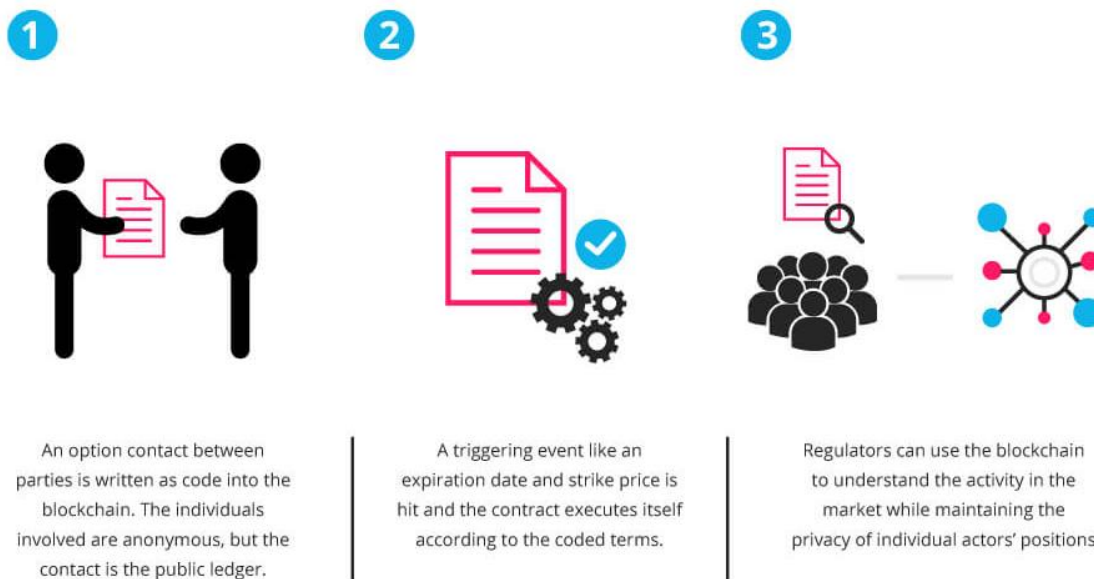 1
2
3
An option contact between
parties is written as code into the
blockchain. The individuals
involved are anonymous, but the
contact is the public ledger.
A triggering event like an
expiration date and strike price is
hit and the contract executes itself
according to the coded terms.
Regulators can use the blockchain
to understand the activity in the
market while maintaining the
privacy of individual actors’ positions